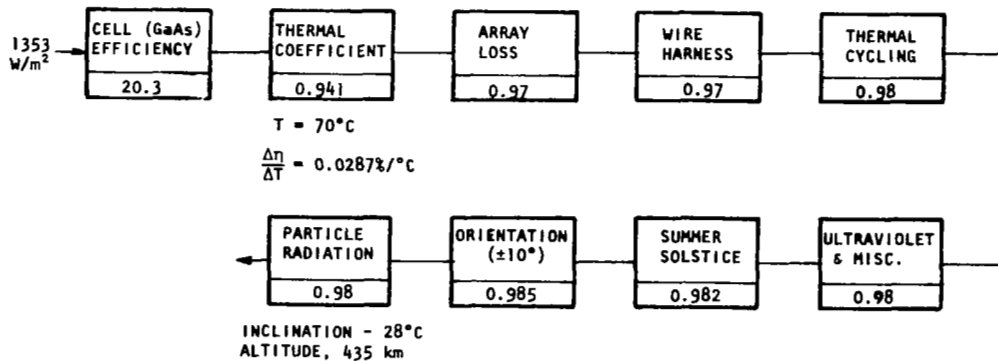 1353
W/m²
CELL (GaAs)
EFFICIENCY
20.3
THERMAL
COEFFICIENT
0.941
T = 70°C
Δη/ΔT = 0.0287%/°C
ARRAY
LOSS
0.97
WIRE
HARNESS
0.97
THERMAL
CYCLING
0.98
PARTICLE
RADIATION
0.98
INCLINATION - 28°C
ALTITUDE, 435 km
ORIENTATION
(±10°)
0.985
SUMMER
SOLSTICE
0.982
ULTRAVIOLET
& MISC.
0.98